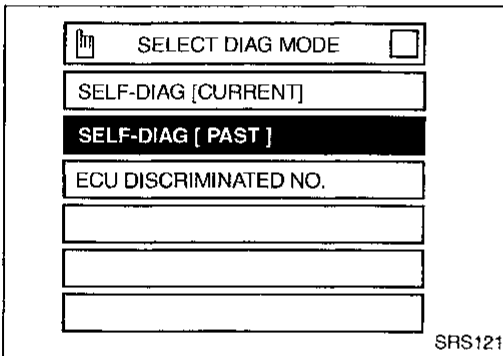 SELECT DIAG MODE
SELF-DIAG [CURRENT]
SELF-DIAG [ PAST ]
ECU DISCRIMINATED NO.
SRS121